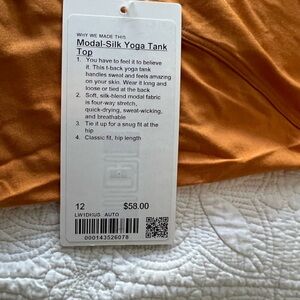 WHY WE MADE THIS
Modal-Silk Yoga Tank
Top
1. You have to feel it to believe
it. This t-back yoga tank
handles sweat and feels amazing
on your skin. Wear it long and
loose or tied at the back
2. Soft, silk-blend modal fabric
is four-way stretch,
quick-drying, sweat-wicking,
and breathable
3. Tie it up for a snug fit at the
hip
4. Classic fit, hip length
12 $58.00
LW1DH1S AUTO
000143526078